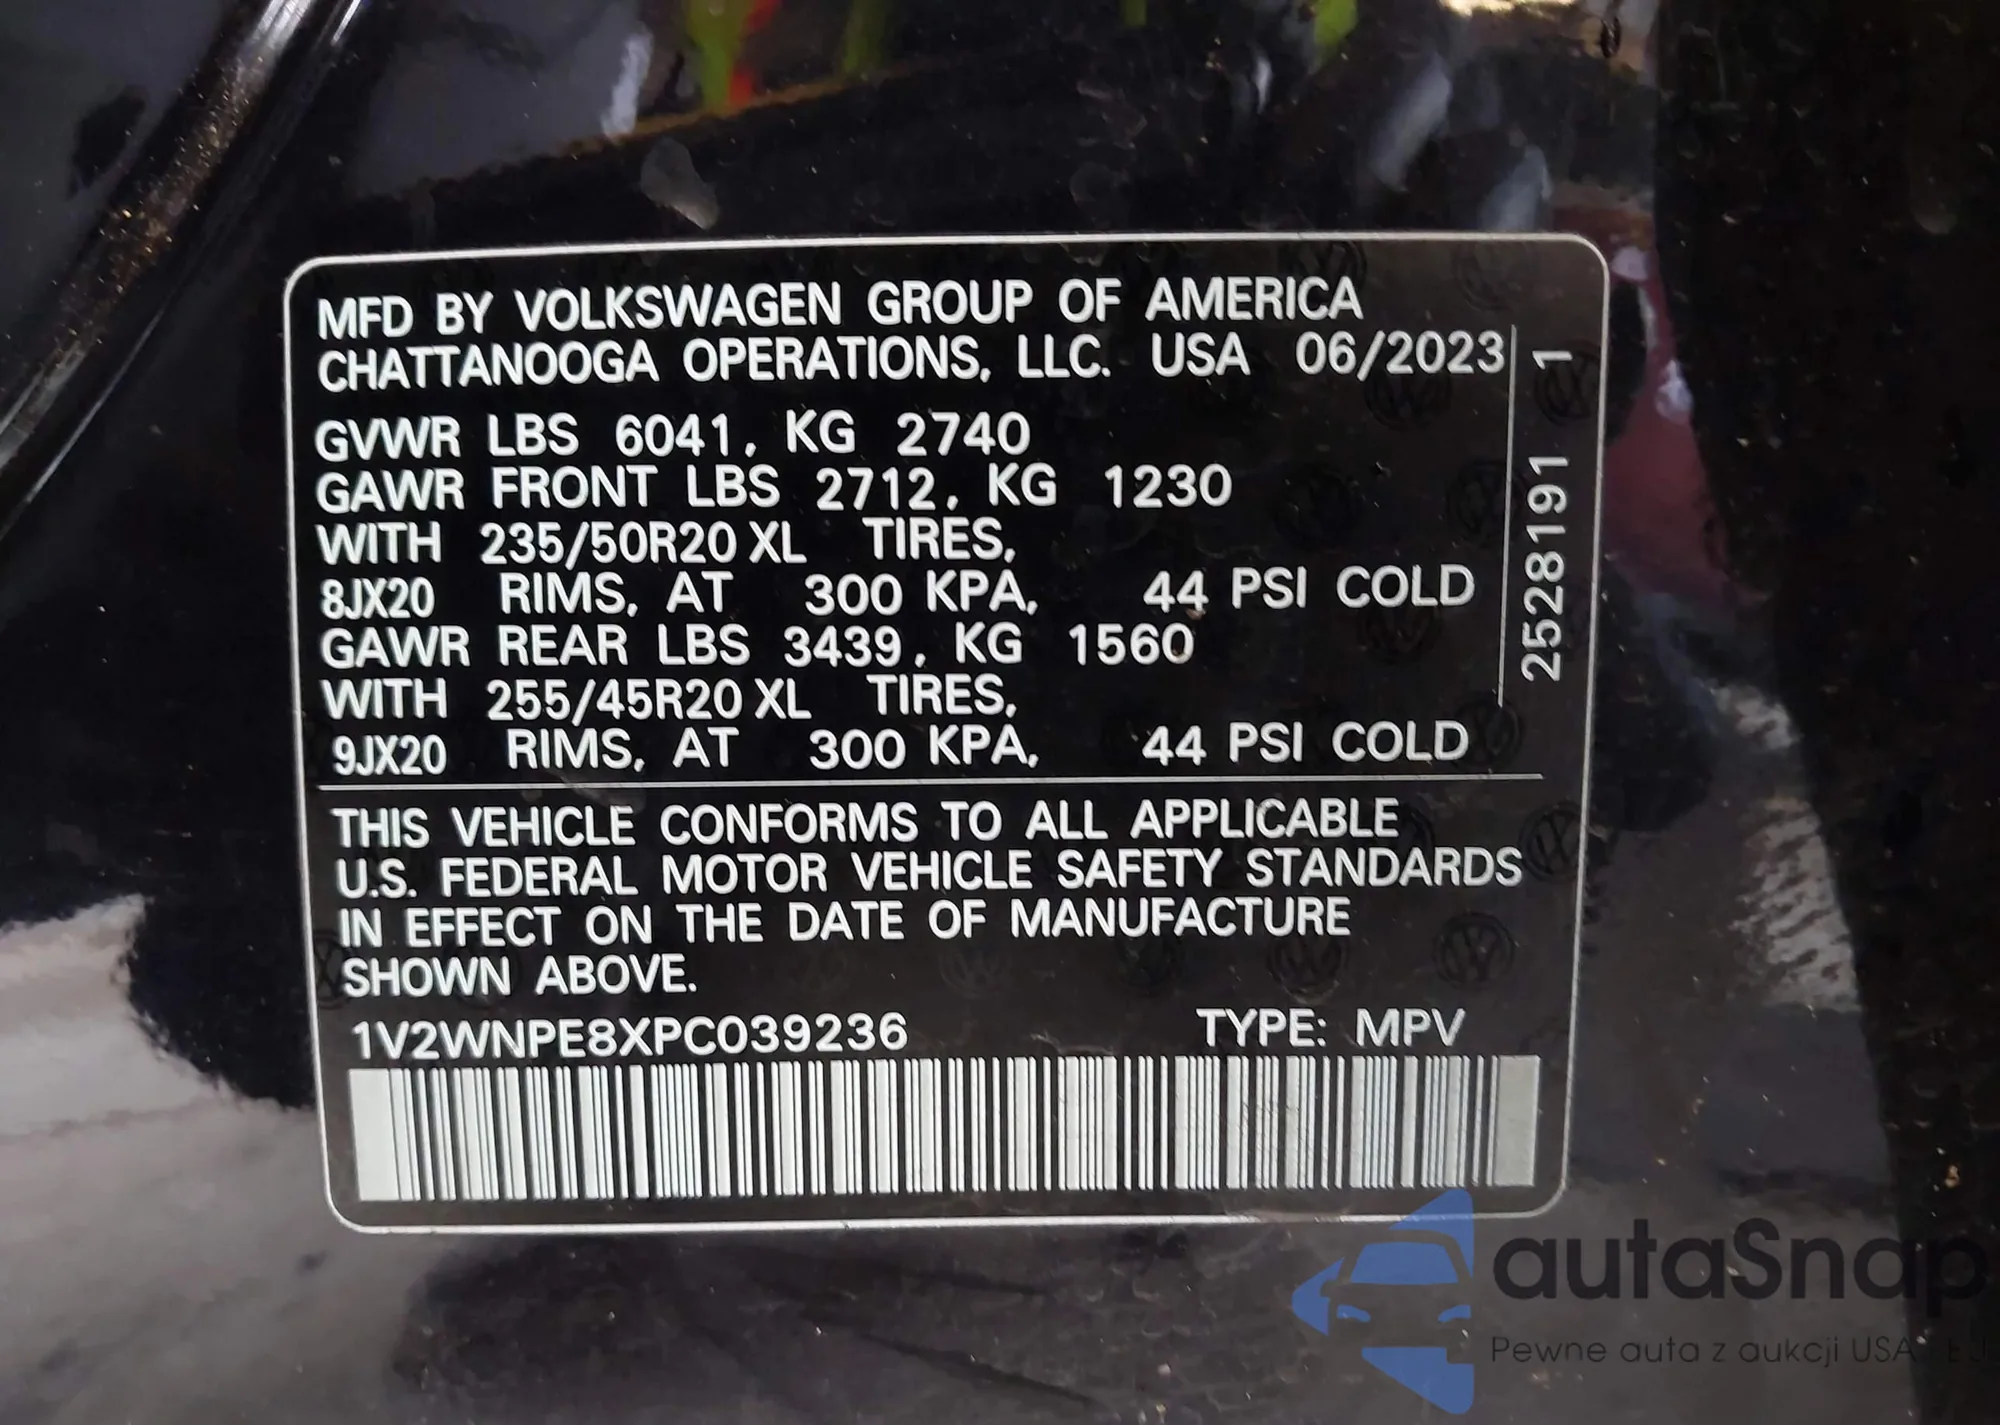 MFD BY VOLKSWAGEN GROUP OF AMERICA
CHATTANOOGA OPERATIONS, LLC. USA 06/2023
GVWR LBS 6041, KG 2740
GAWR FRONT LBS 2712, KG 1230
WITH 235/50R20 XL TIRES,
8JX20 RIMS, AT 300 KPA, 44 PSI COLD
GAWR REAR LBS 3439, KG 1560
WITH 255/45R20 XL TIRES,
9JX20 RIMS, AT 300 KPA, 44 PSI COLD
2528191 1
THIS VEHICLE CONFORMS TO ALL APPLICABLE
U.S. FEDERAL MOTOR VEHICLE SAFETY STANDARDS
IN EFFECT ON THE DATE OF MANUFACTURE
SHOWN ABOVE.
1V2WNPE8XPC039236 TYPE: MPV
autaSnap
Pewne auta z aukcji USA i EU